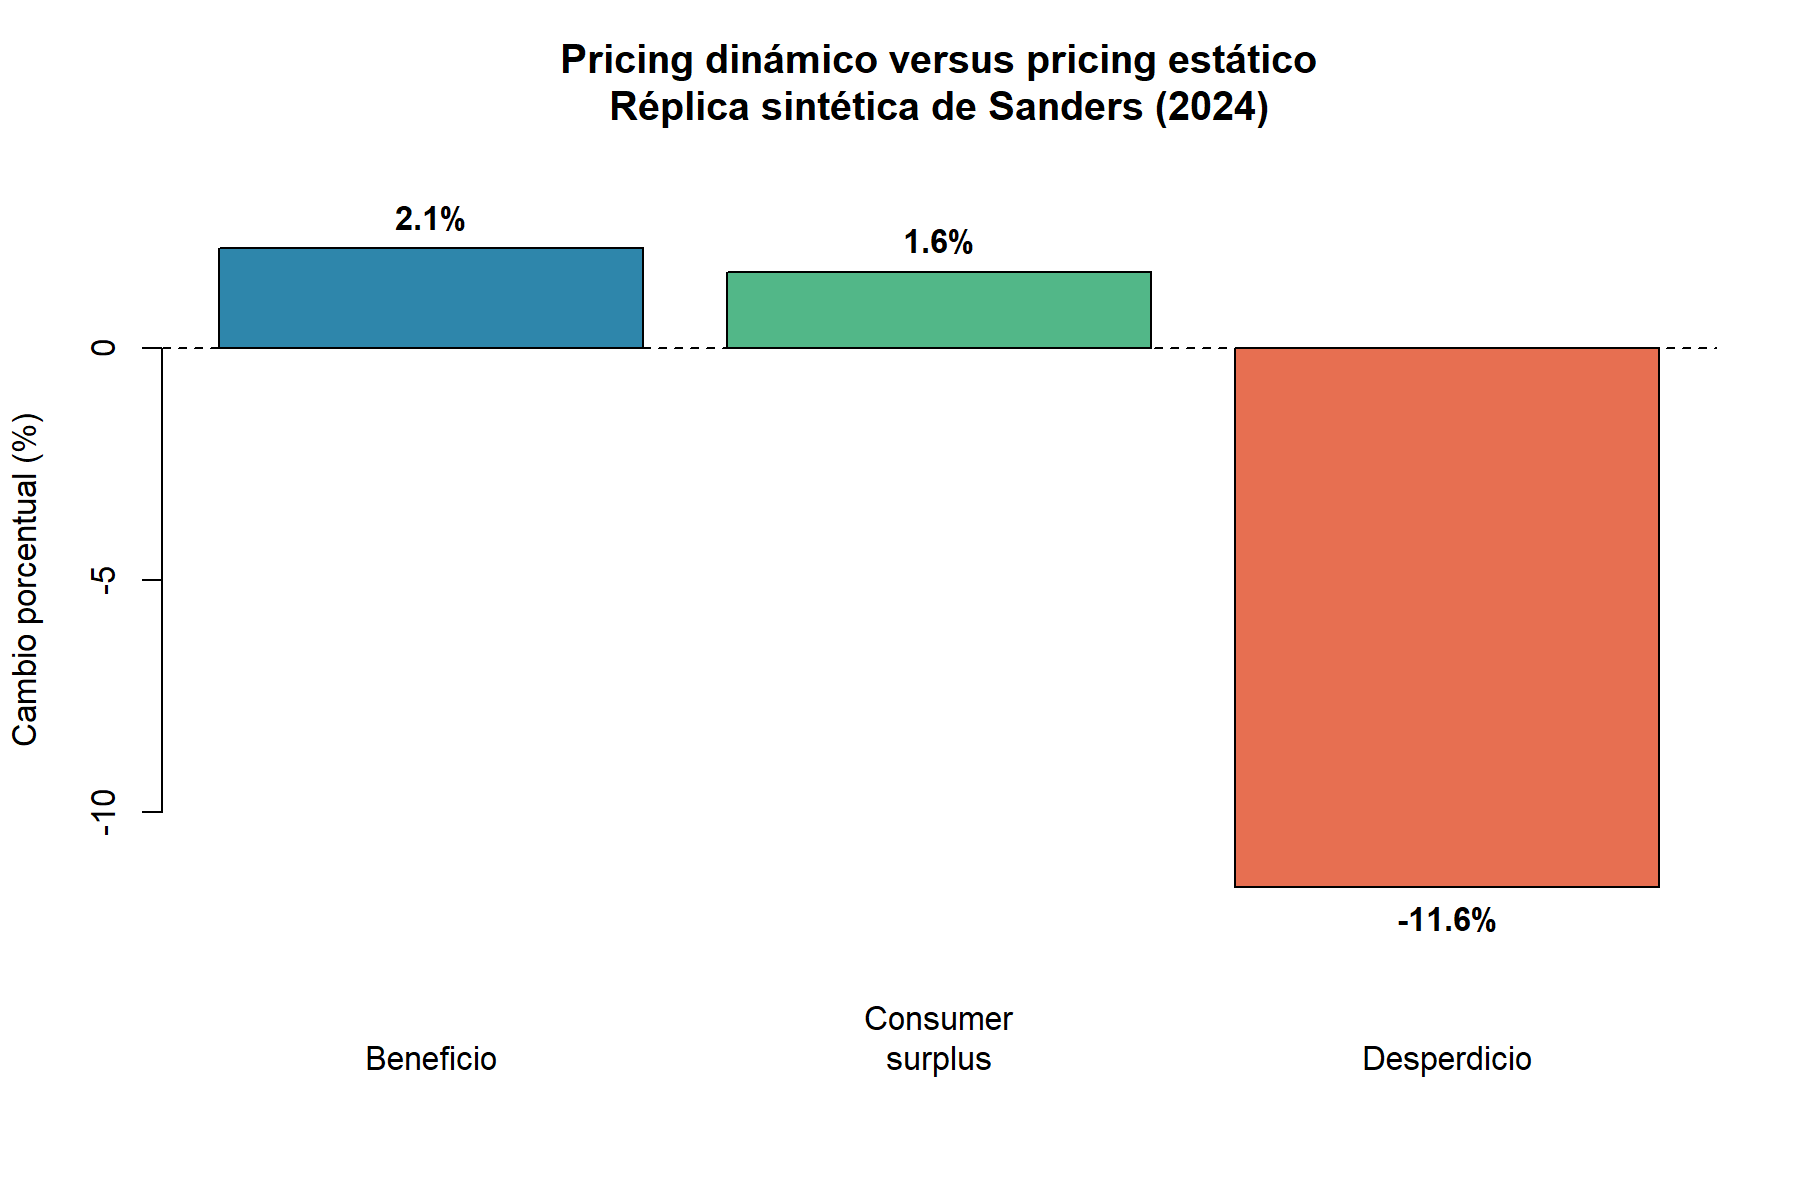 Pricing dinámico versus pricing estático
Réplica sintética de Sanders (2024)
2.1%
1.6%
0
-5
-10
Cambio porcentual (%)
-11.6%
Beneficio
Consumer
surplus
Desperdicio